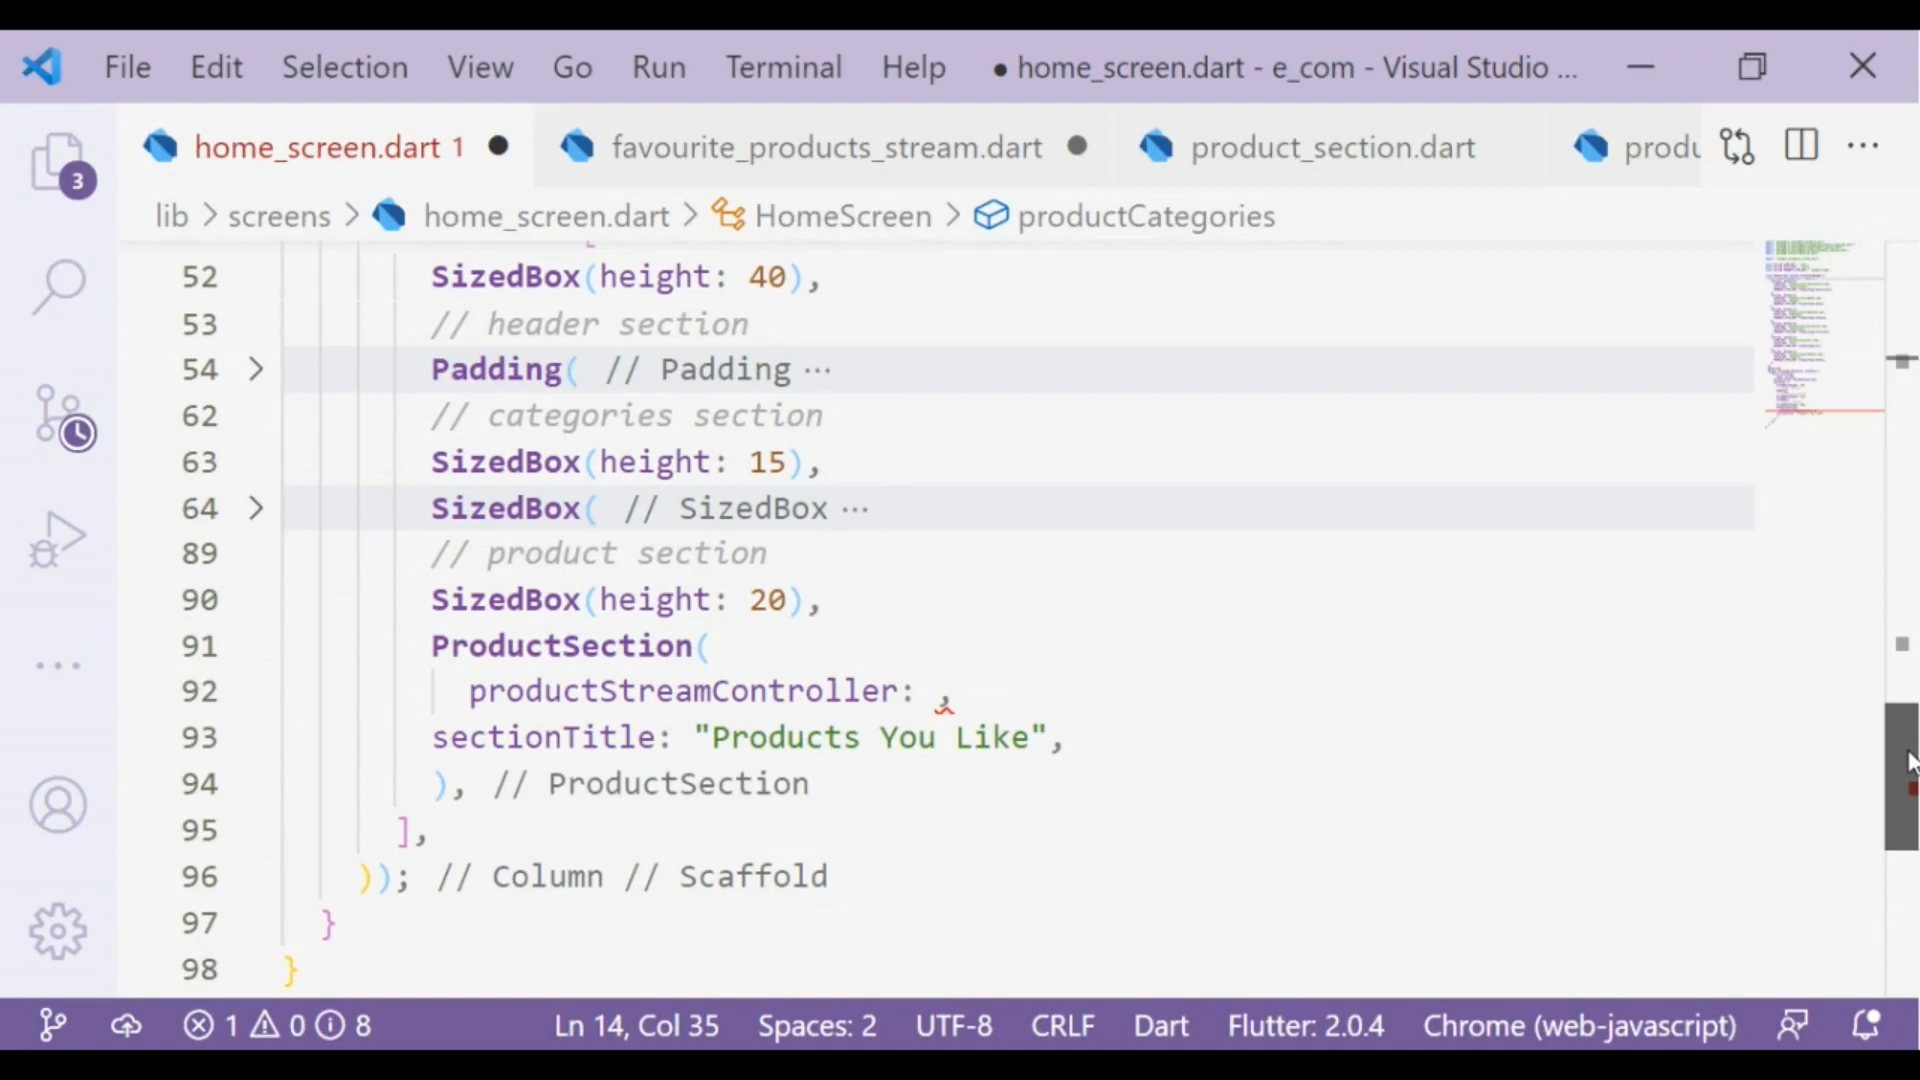 File Edit Selection View Go Run Terminal Help ● home_screen.dart - e_com - Visual Studio ...
home_screen.dart 1 favourite_products_stream.dart product_section.dart produ
3
lib > screens > home_screen.dart > HomeScreen > productCategories
52 SizedBox(height: 40),
53 // header section
54 Padding( // Padding ...
62 // categories section
63 SizedBox(height: 15),
64 SizedBox( // SizedBox ...
89 // product section
90 SizedBox(height: 20),
91 ProductSection(
92 productStreamController: ,
93 sectionTitle: "Products You Like",
94 ), // ProductSection
95 ],
96 )); // Column // Scaffold
97 }
98 }
1 0 8 Ln 14, Col 35 Spaces: 2 UTF-8 CRLF Dart Flutter: 2.0.4 Chrome (web-javascript)